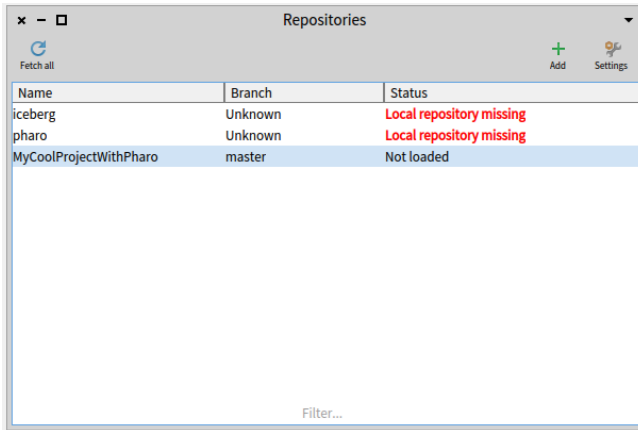 Repositories
Fetch all
Add Settings
Name Branch Status
iceberg Unknown Local repository missing
pharo Unknown Local repository missing
MyCoolProjectWithPharo master Not loaded
Filter...